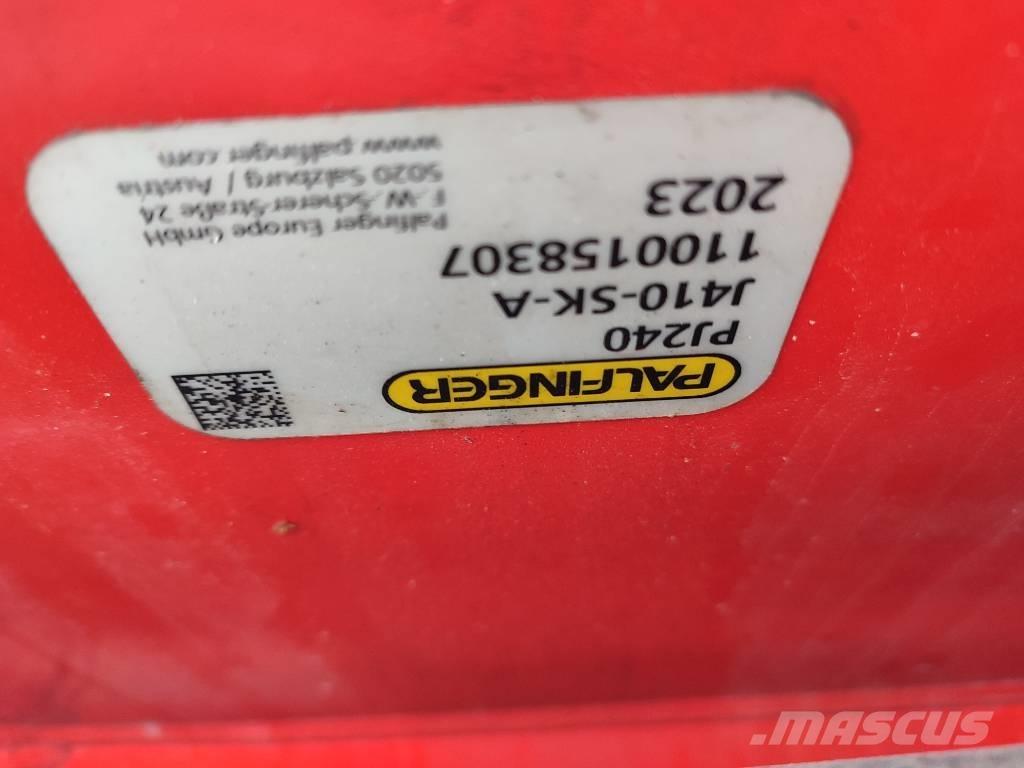 PALFINGER
PJ240
J410-SK-A
1100158307
2023
Palfinger Europe GmbH
F.-W.-Scherer-Straße 24
5020 Salzburg / Austria
www.palfinger.com
MASCUS